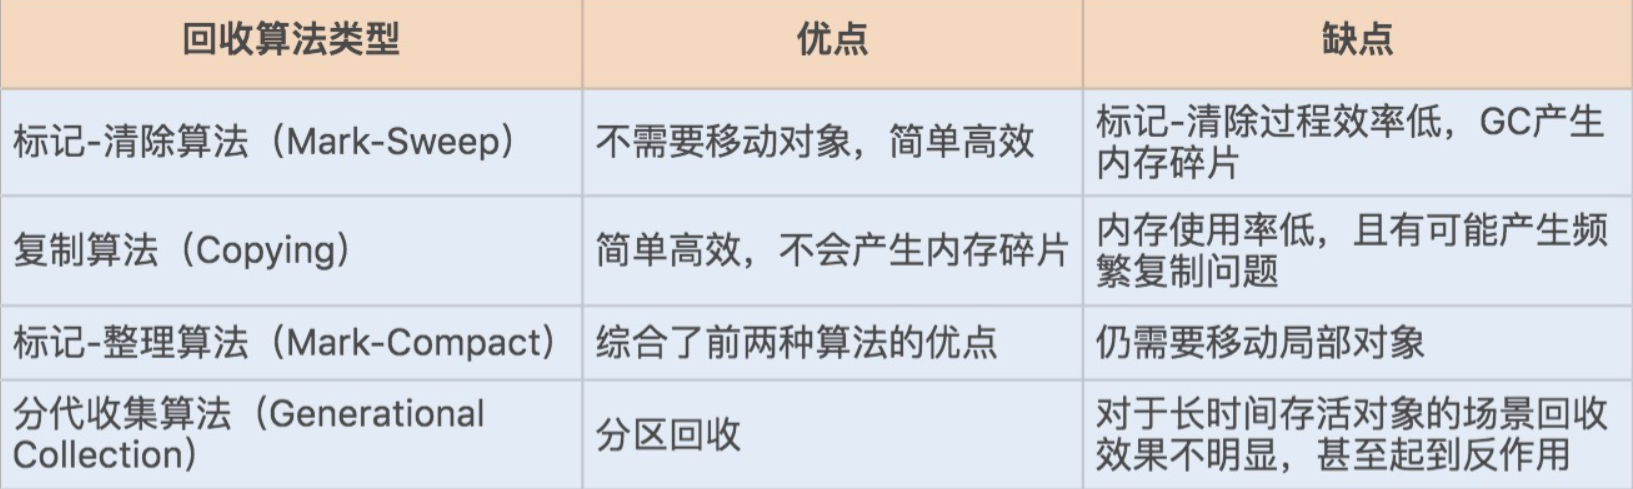 回收算法类型
优点
缺点
标记-清除算法（Mark-Sweep）
不需要移动对象，简单高效
标记-清除过程效率低，GC产生
内存碎片
复制算法（Copying）
简单高效，不会产生内存碎片
内存使用率低，且有可能产生频
繁复制问题
标记-整理算法（Mark-Compact）
综合了前两种算法的优点
仍需要移动局部对象
分代收集算法（Generational
Collection）
分区回收
对于长时间存活对象的场景回收
效果不明显，甚至起到反作用